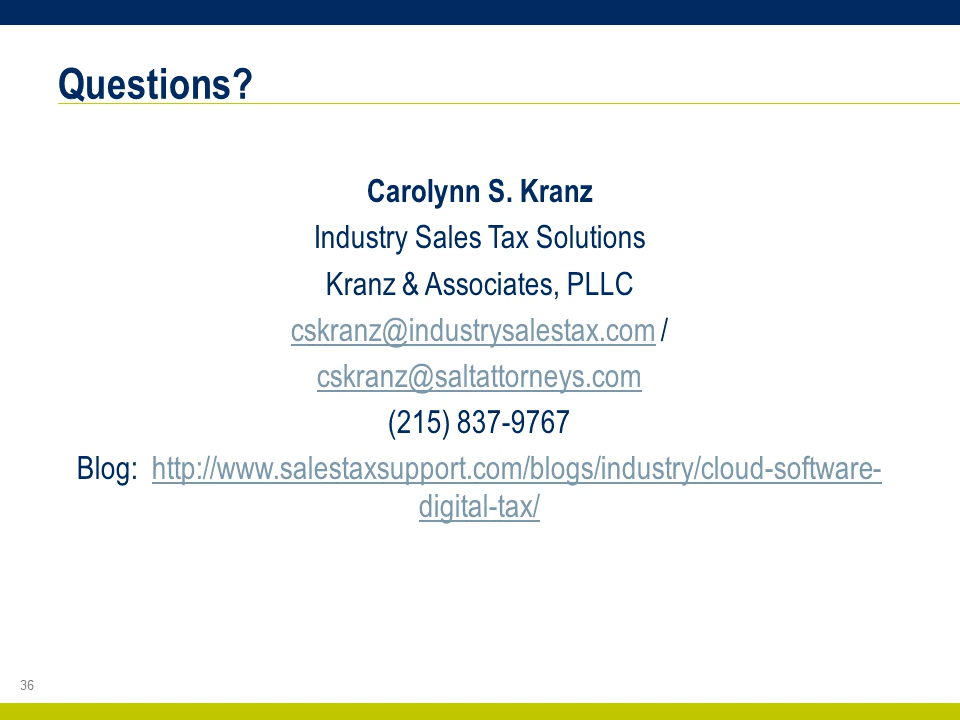 Questions?
Carolynn S. Kranz
Industry Sales Tax Solutions
Kranz & Associates, PLLC
cskranz@industrysalestax.com /
cskranz@saltattorneys.com
(215) 837-9767
Blog:  http://www.salestaxsupport.com/blogs/industry/cloud-software-
digital-tax/
36